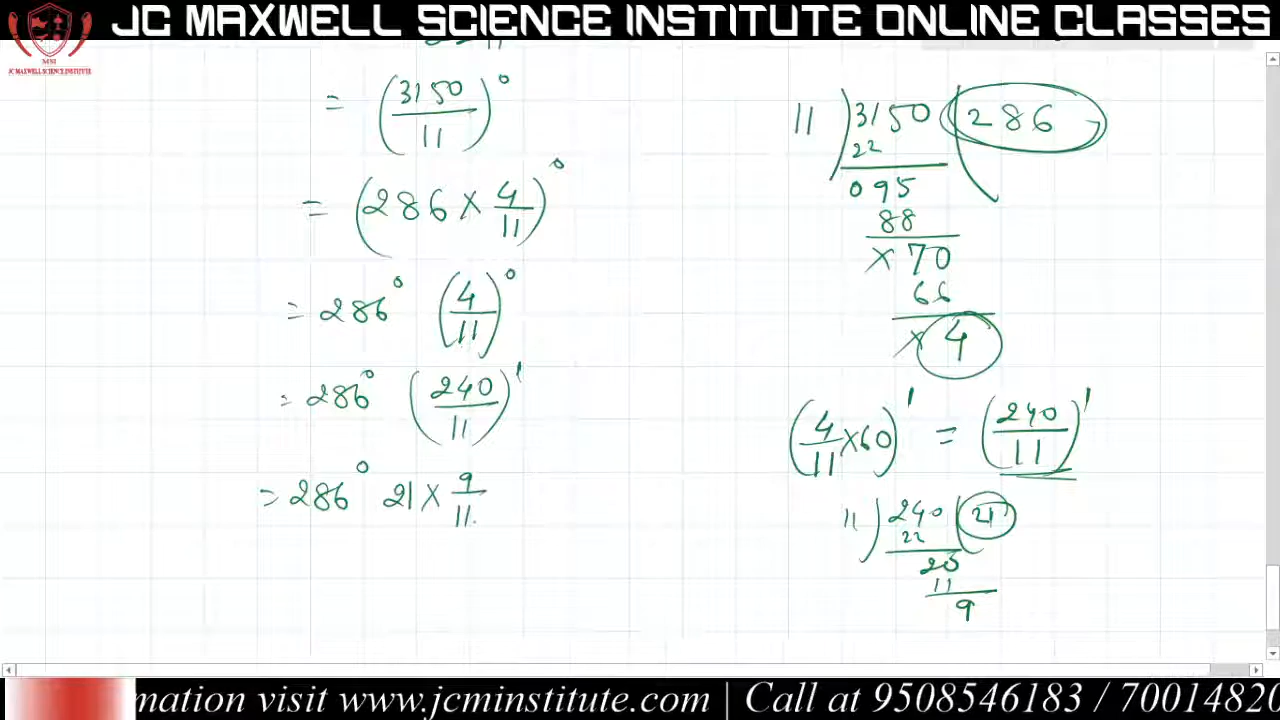 JC MAXWELL SCIENCE INSTITUTE ONLINE CLASSES
MSI
JC MAXWELL SCIENCE INSTITUTE
= (3150/11)°
= (286 × 4/11)°
= 286° (4/11)°
= 286° (240/11)'
= 286° 21 × 9/11
11 ) 3150 ( 286
22
095
88
× 70
66
× 4
(4/11 × 60)' = (240/11)'
11 ) 240 ( 21
22
20
11
9
mation visit www.jcminstitute.com | Call at 9508546183 / 70014820